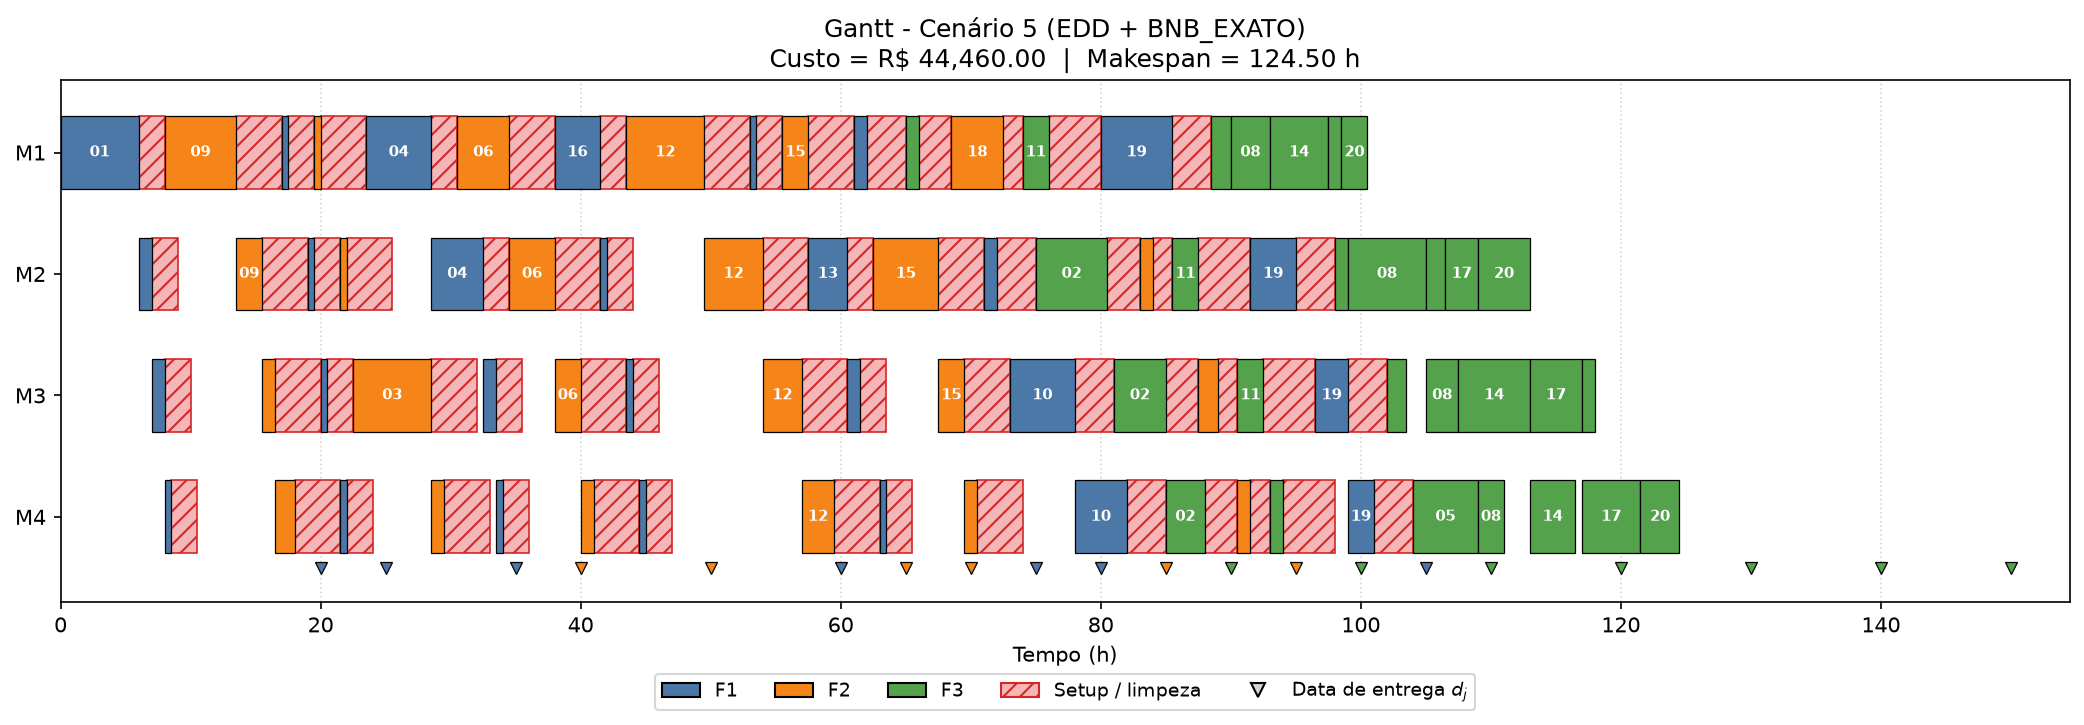 Gantt - Cenário 5 (EDD + BNB_EXATO)
Custo = R$ 44,460.00 | Makespan = 124.50 h
M1
01 09 04 06 16 12 15 18 11 19 08 14 20
M2
09 04 06 12 13 15 02 11 19 08 17 20
M3
03 06 12 15 10 02 11 19 08 14 17
M4
12 10 02 19 05 08 14 17 20
0 20 40 60 80 100 120 140
Tempo (h)
F1 F2 F3 Setup / limpeza Data de entrega dj